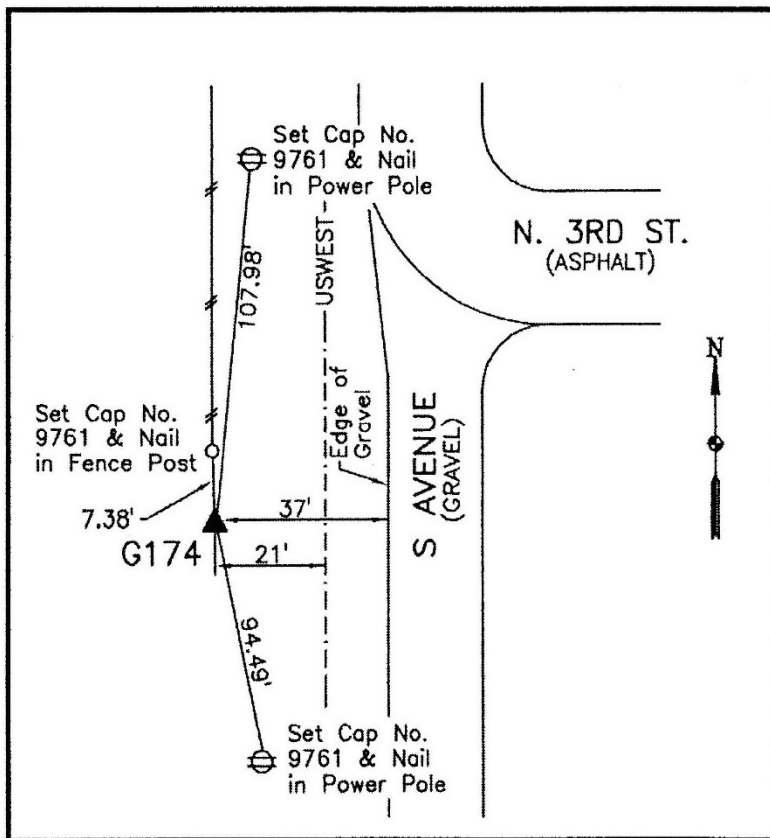 Set Cap No.
9761 & Nail
in Power Pole
107.98'
USWEST
N. 3RD ST.
(ASPHALT)
N
Set Cap No.
9761 & Nail
in Fence Post
Edge of
Gravel
S AVENUE
(GRAVEL)
7.38'
37'
G174
21'
94.49'
Set Cap No.
9761 & Nail
in Power Pole